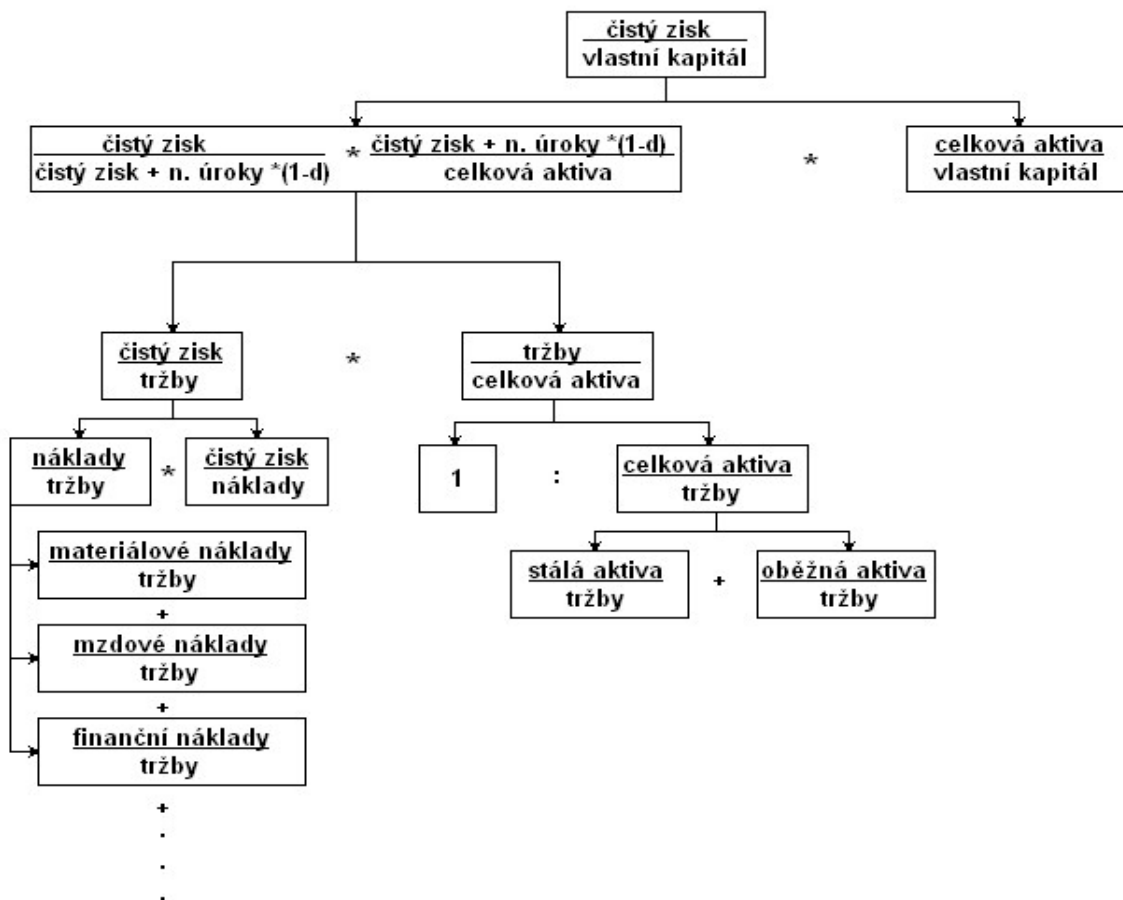 čistý zisk
vlastní kapitál
čistý zisk * čistý zisk + n. úroky *(1-d) * celková aktiva
čistý zisk + n. úroky *(1-d) celková aktiva vlastní kapitál
čistý zisk * tržby
tržby celková aktiva
náklady * čistý zisk 1 : celková aktiva
tržby náklady tržby
materiálové náklady stálá aktiva + oběžná aktiva
tržby tržby tržby
+
mzdové náklady
tržby
+
finanční náklady
tržby
+
.
.
.